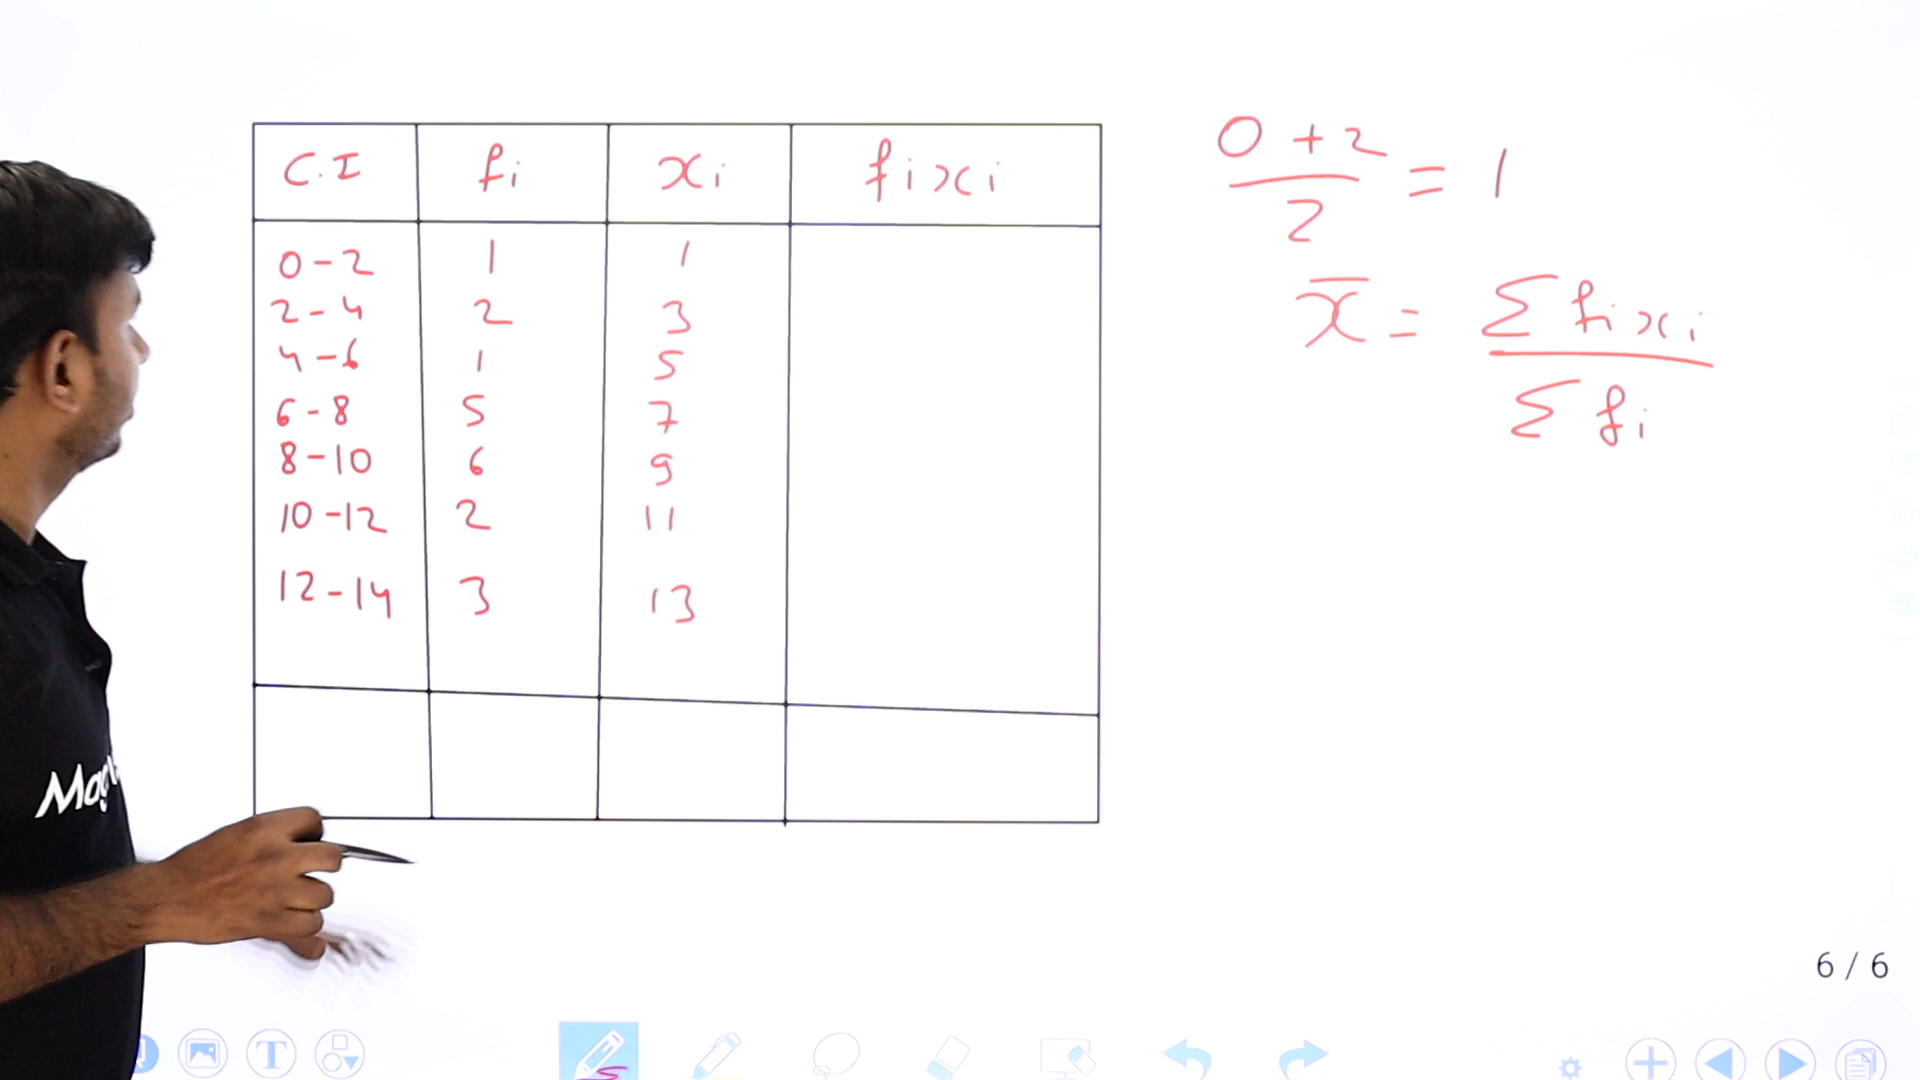 C.I fi xi fixi
0-2 1 1
2-4 2 3
4-6 1 5
6-8 5 7
8-10 6 9
10-12 2 11
12-14 3 13
0+2
2
= 1
x̄ = Σfixi
Σfi
6 / 6
T